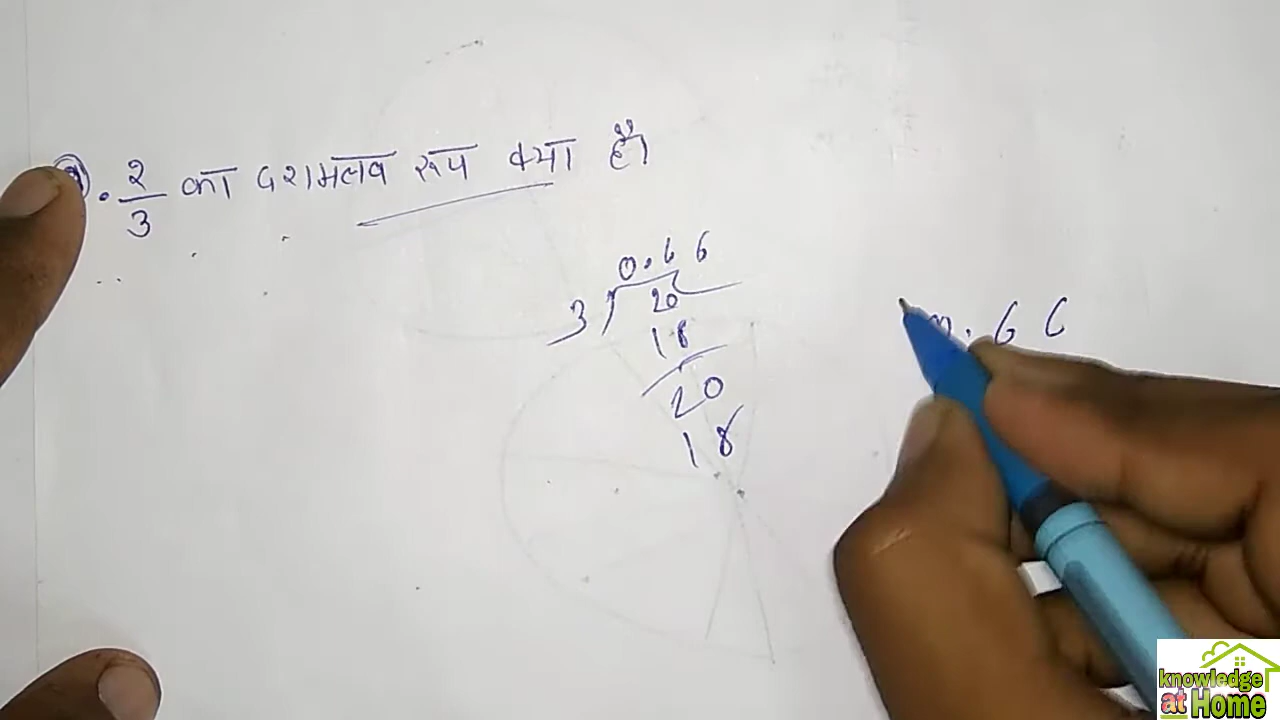 2/3 का दशमलव रूप क्या है।
0.66
3) 20
18
20
18
0.66
knowledge
at Home